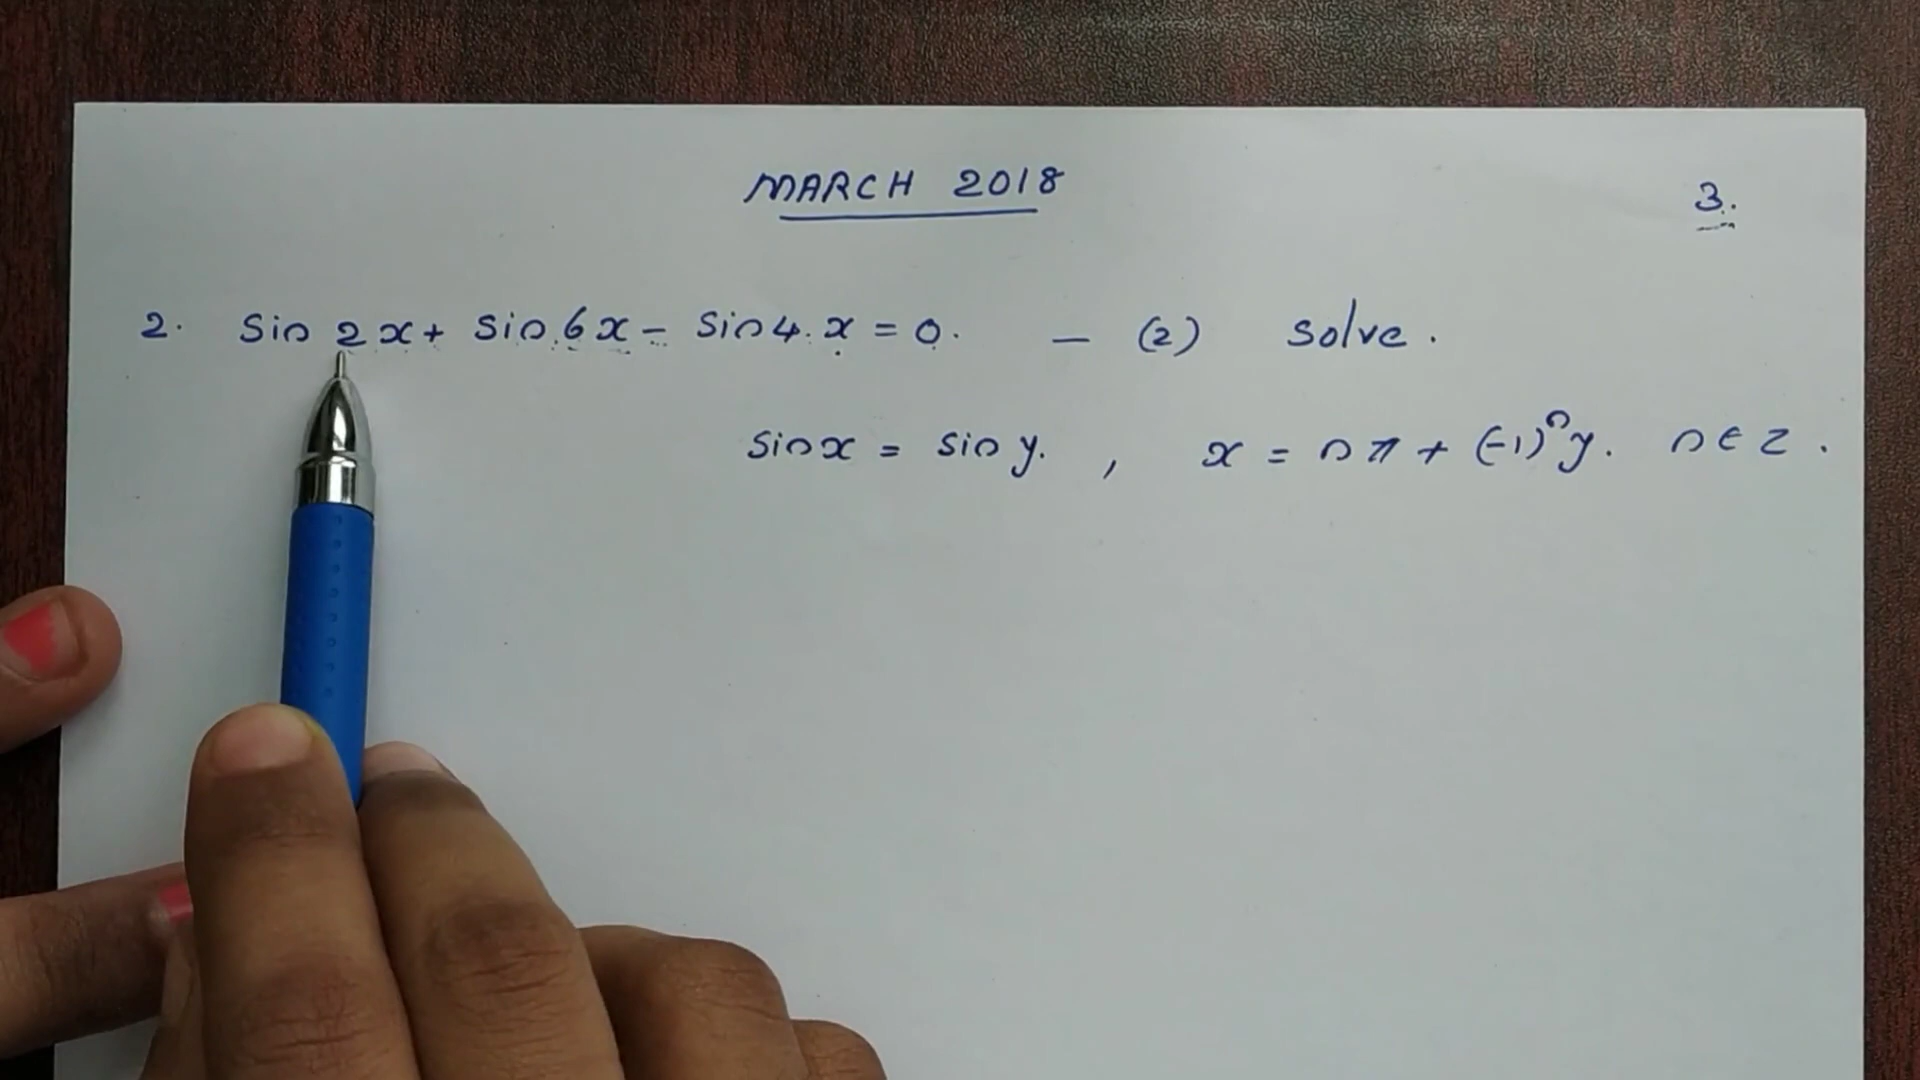 MARCH 2018
3.
2. Sin 2x + Sin 6x - Sin 4x = 0. - (2) Solve.
Sin x = Sin y. , x = nπ + (-1)ⁿy. n ∈ Z.